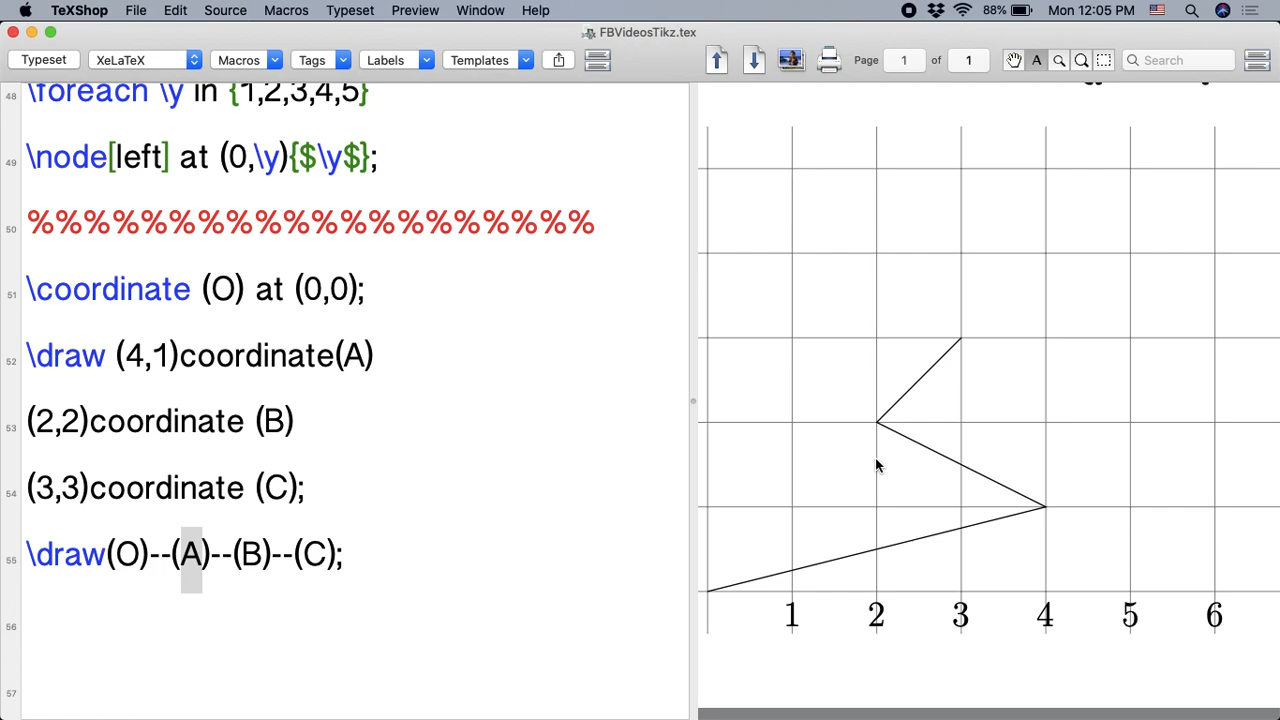 TeXShop File Edit Source Macros Typeset Preview Window Help 88% Mon 12:05 PM
FBVideosTikz.tex
Typeset XeLaTeX Macros Tags Labels Templates Page 1 of 1 Search
48 \foreach \y in {1,2,3,4,5}
49 \node[left] at (0,\y){$\y$};
50 %%%%%%%%%%%%%%%%%%%%
51 \coordinate (O) at (0,0);
52 \draw (4,1)coordinate(A)
53 (2,2)coordinate (B)
54 (3,3)coordinate (C);
55 \draw(O)--(A)--(B)--(C);
56
57
1 2 3 4 5 6